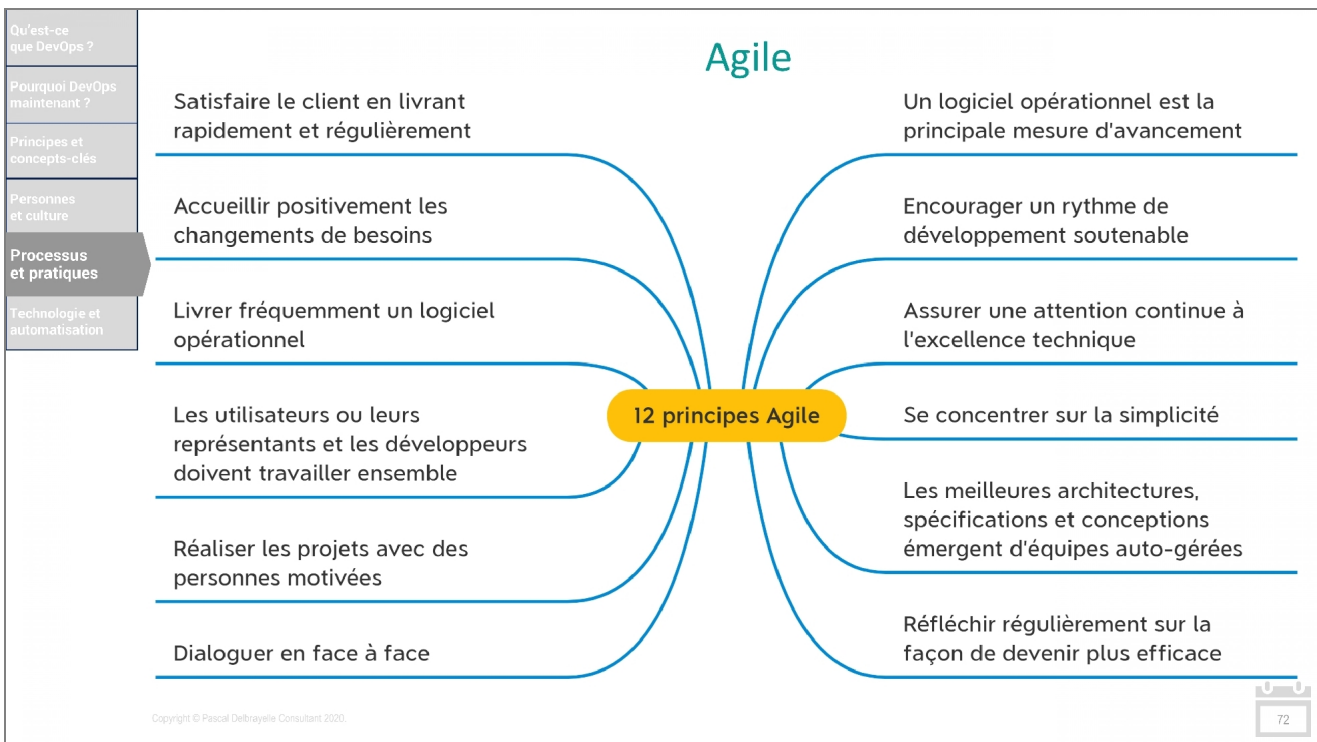 Qu'est-ce
que DevOps ?
Pourquoi DevOps
maintenant ?
Principes et
concepts-clés
Personnes
et culture
Processus
et pratiques
Technologie et
automatisation
Agile
Satisfaire le client en livrant
rapidement et régulièrement
Accueillir positivement les
changements de besoins
Livrer fréquemment un logiciel
opérationnel
Les utilisateurs ou leurs
représentants et les développeurs
doivent travailler ensemble
Réaliser les projets avec des
personnes motivées
Dialoguer en face à face
12 principes Agile
Un logiciel opérationnel est la
principale mesure d'avancement
Encourager un rythme de
développement soutenable
Assurer une attention continue à
l'excellence technique
Se concentrer sur la simplicité
Les meilleures architectures,
spécifications et conceptions
émergent d'équipes auto-gérées
Réfléchir régulièrement sur la
façon de devenir plus efficace
Copyright © Pascal Delbrayelle Consultant 2020.
72